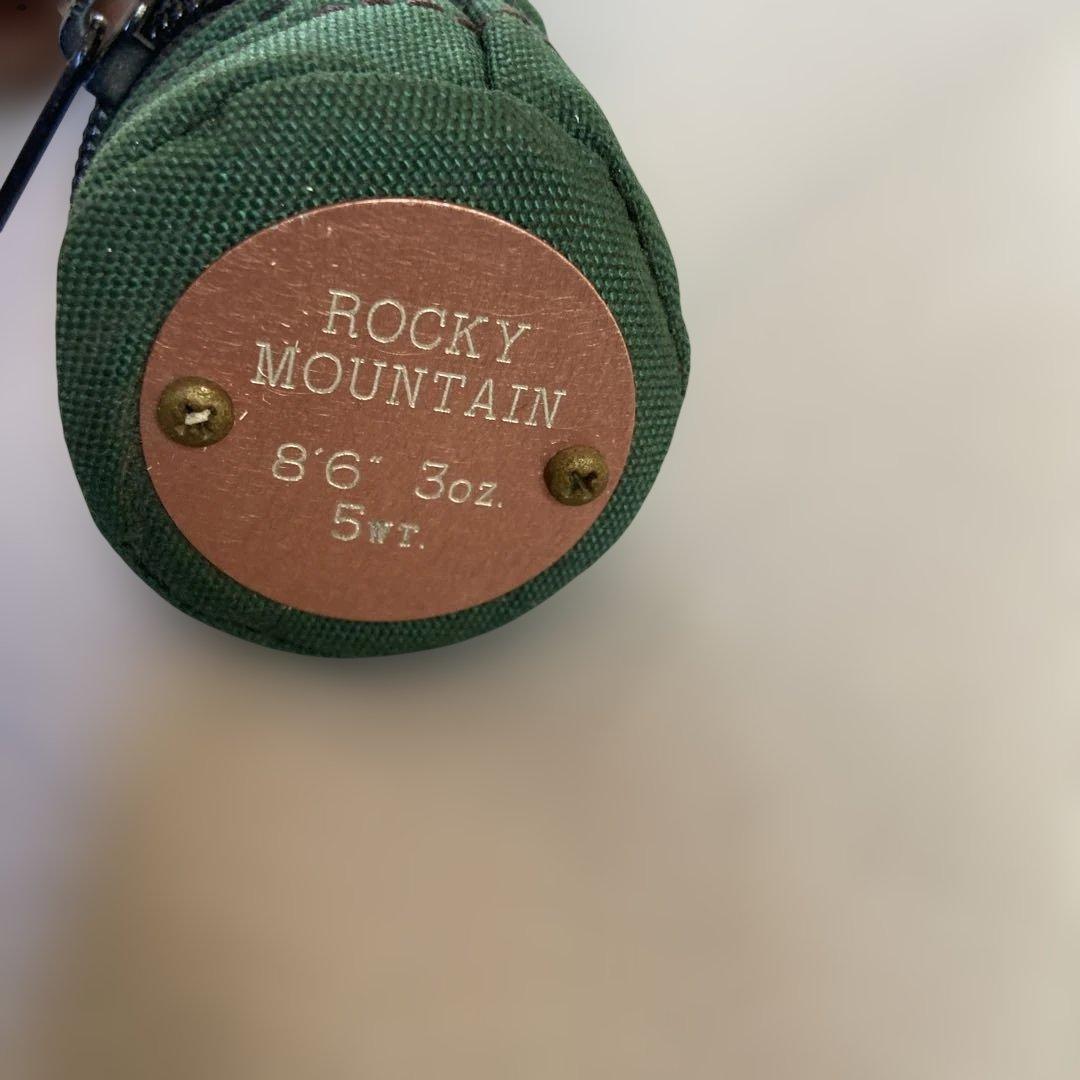 ROCKY
MOUNTAIN
8'6" 3oz.
5WT.